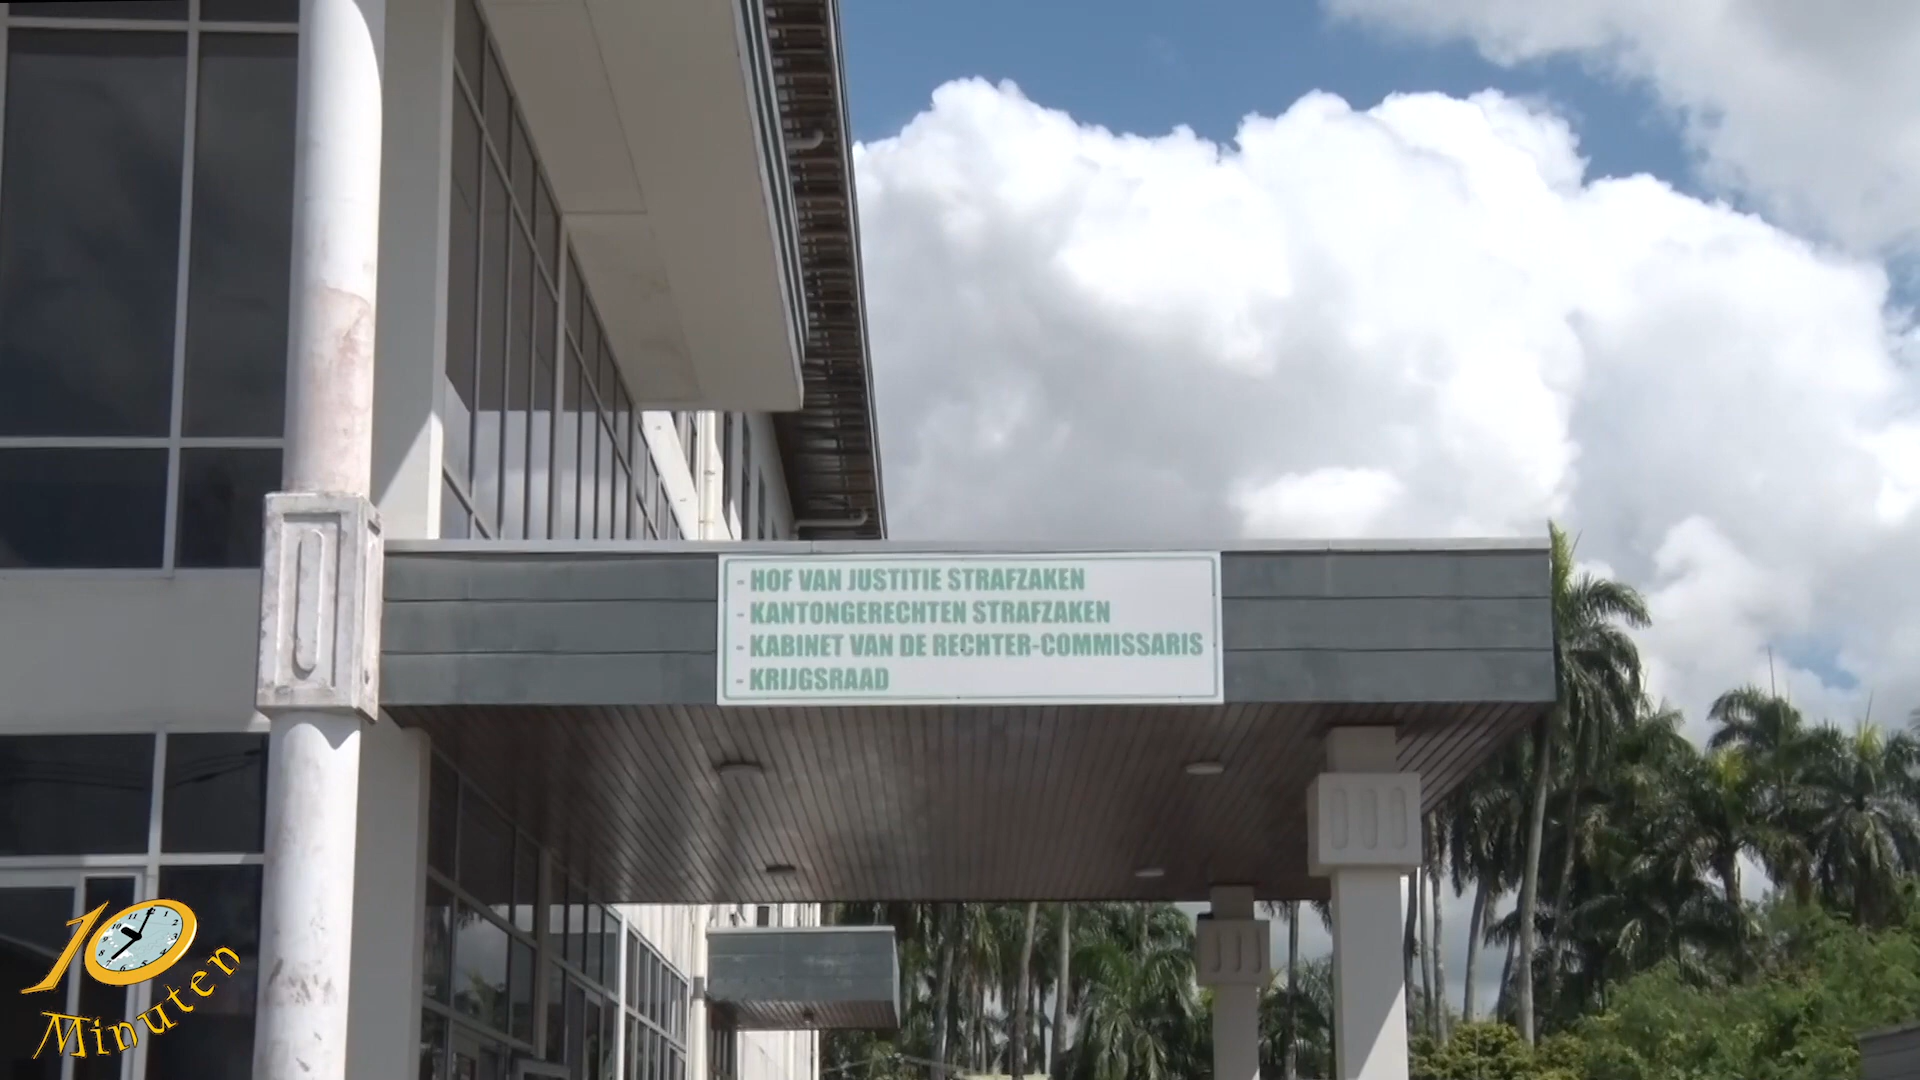 - HOF VAN JUSTITIE STRAFZAKEN
- KANTONGERECHTEN STRAFZAKEN
- KABINET VAN DE RECHTER-COMMISSARIS
- KRIJGSRAAD
10
Minuten